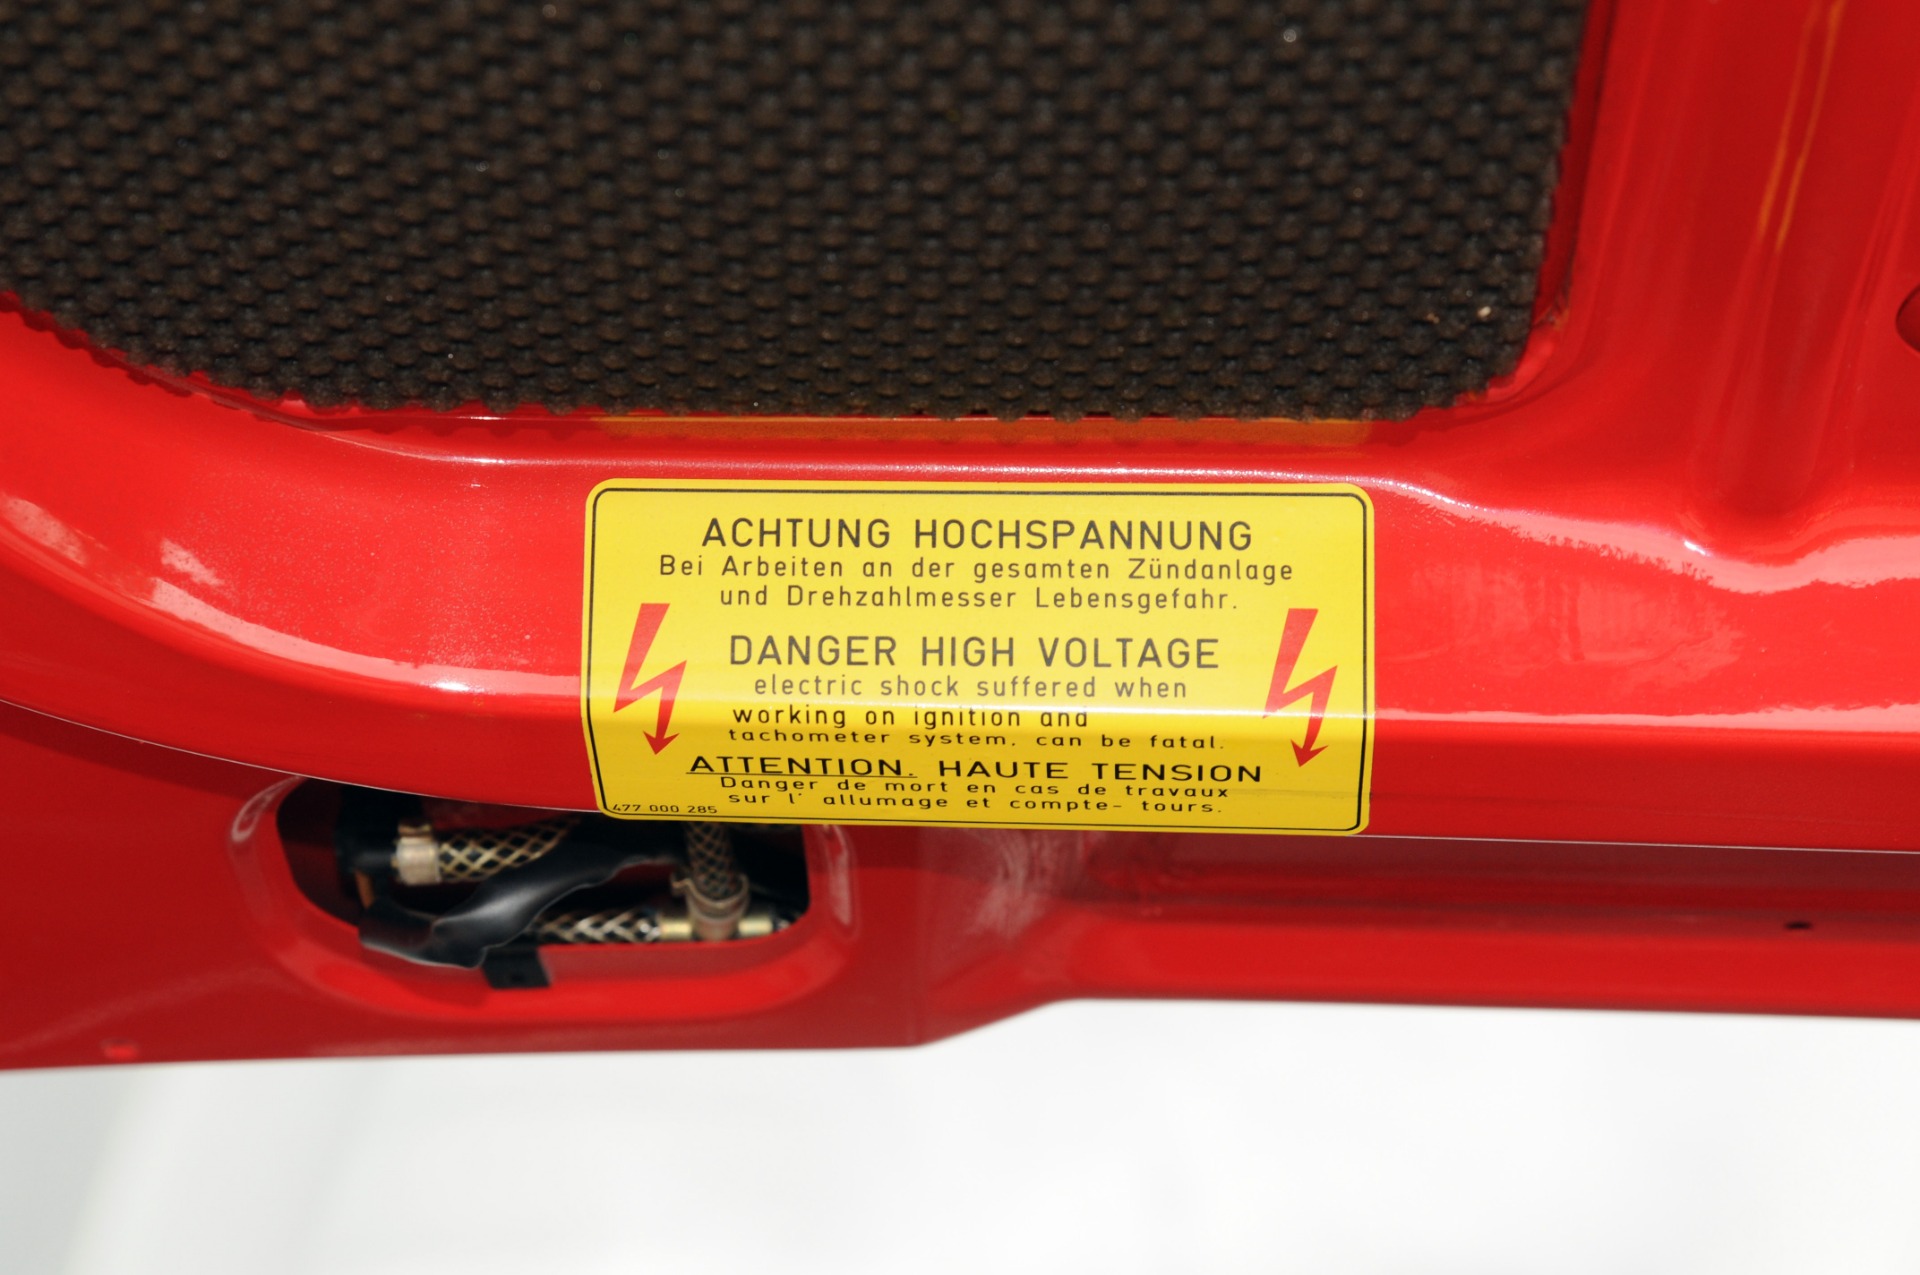 ACHTUNG HOCHSPANNUNG
Bei Arbeiten an der gesamten Zündanlage
und Drehzahlmesser Lebensgefahr.
DANGER HIGH VOLTAGE
electric shock suffered when
working on ignition and
tachometer system, can be fatal.
ATTENTION. HAUTE TENSION
Danger de mort en cas de travaux
sur l' allumage et compte- tours.
477 000 285